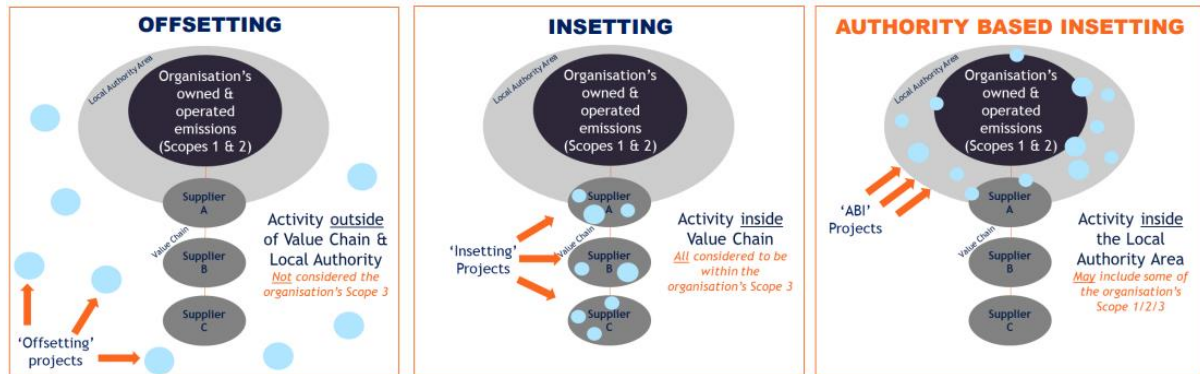 OFFSETTING
Local Authority Area
Organisation's
owned &
operated
emissions
(Scopes 1 & 2)
Supplier
A
Value Chain
Supplier
B
Supplier
C
Activity outside
of Value Chain &
Local Authority
Not considered the
organisation's Scope 3
'Offsetting'
projects
INSETTING
Local Authority Area
Organisation's
owned &
operated
emissions
(Scopes 1 & 2)
Supplier
A
Value Chain
Supplier
B
Supplier
C
'Insetting'
Projects
Activity inside
Value Chain
All considered to be
within the
organisation's Scope 3
AUTHORITY BASED INSETTING
Local Authority Area
Organisation's
owned &
operated
emissions
(Scopes 1 & 2)
Supplier
A
Value Chain
Supplier
B
Supplier
C
'ABI'
Projects
Activity inside
the Local
Authority Area
May include some of
the organisation's
Scope 1/2/3